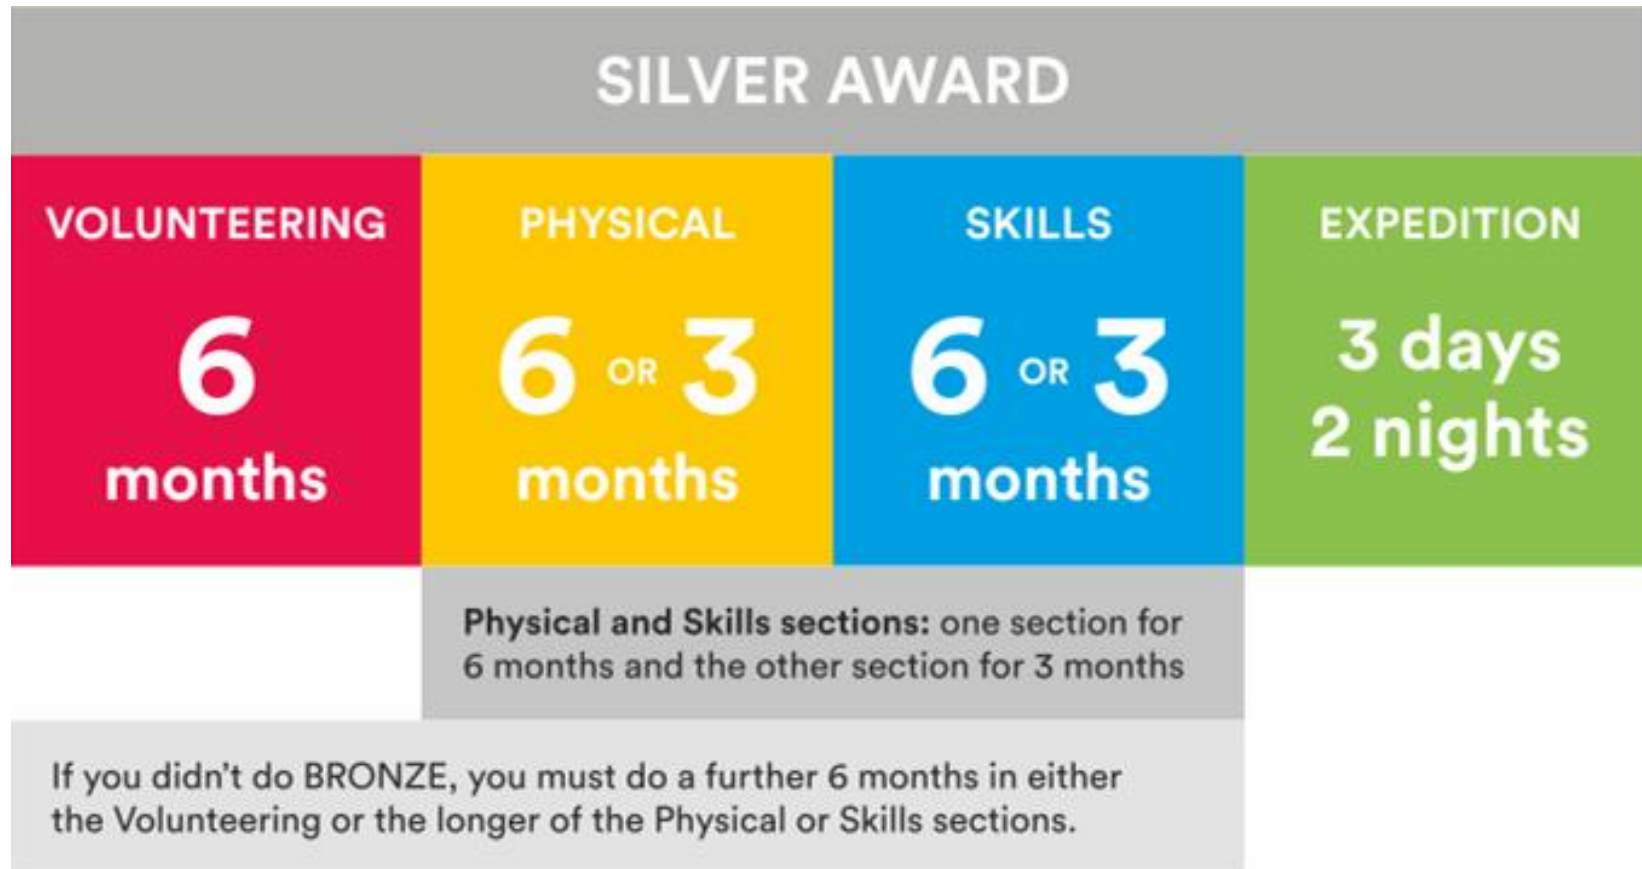 SILVER AWARD
VOLUNTEERING
6
months
PHYSICAL
6 OR 3
months
SKILLS
6 OR 3
months
EXPEDITION
3 days
2 nights
Physical and Skills sections: one section for
6 months and the other section for 3 months
If you didn't do BRONZE, you must do a further 6 months in either
the Volunteering or the longer of the Physical or Skills sections.